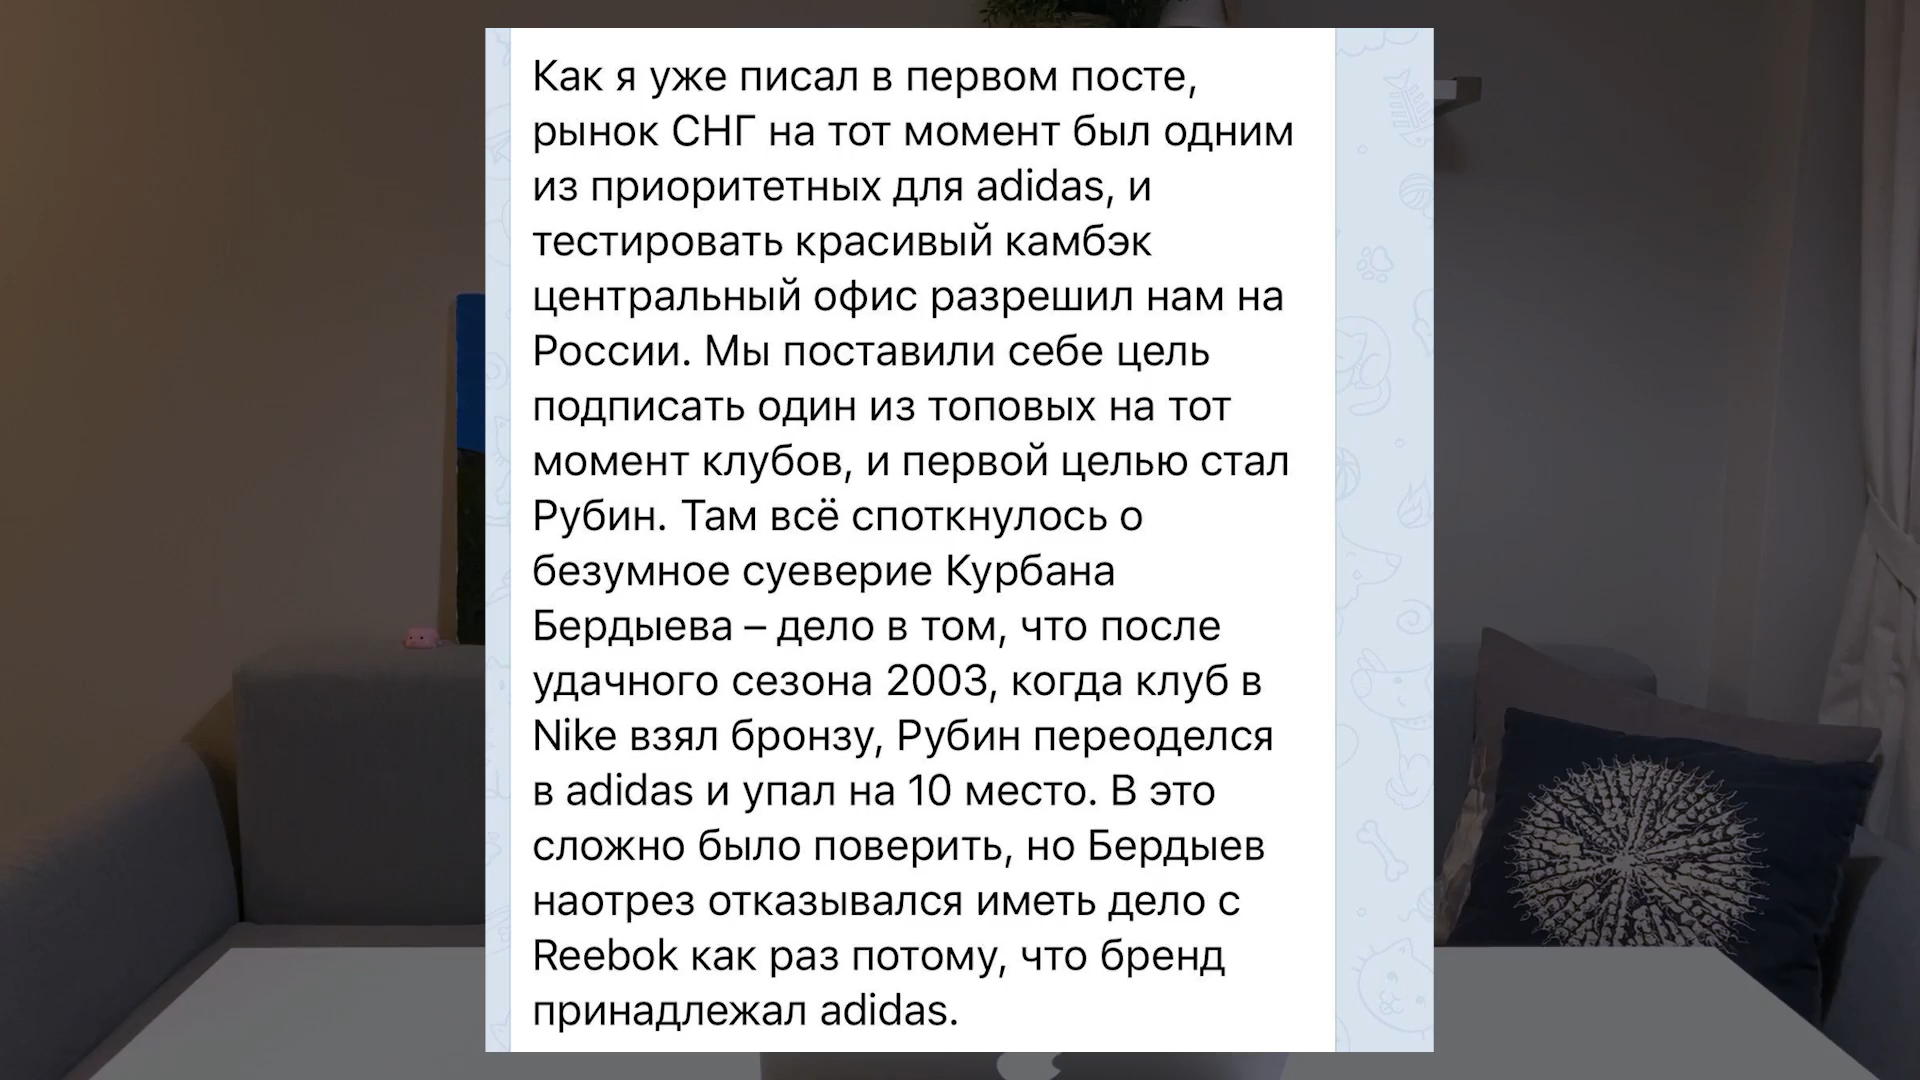 Как я уже писал в первом посте,
рынок СНГ на тот момент был одним
из приоритетных для adidas, и
тестировать красивый камбэк
центральный офис разрешил нам на
России. Мы поставили себе цель
подписать один из топовых на тот
момент клубов, и первой целью стал
Рубин. Там всё споткнулось о
безумное суеверие Курбана
Бердыева – дело в том, что после
удачного сезона 2003, когда клуб в
Nike взял бронзу, Рубин переоделся
в adidas и упал на 10 место. В это
сложно было поверить, но Бердыев
наотрез отказывался иметь дело с
Reebok как раз потому, что бренд
принадлежал adidas.